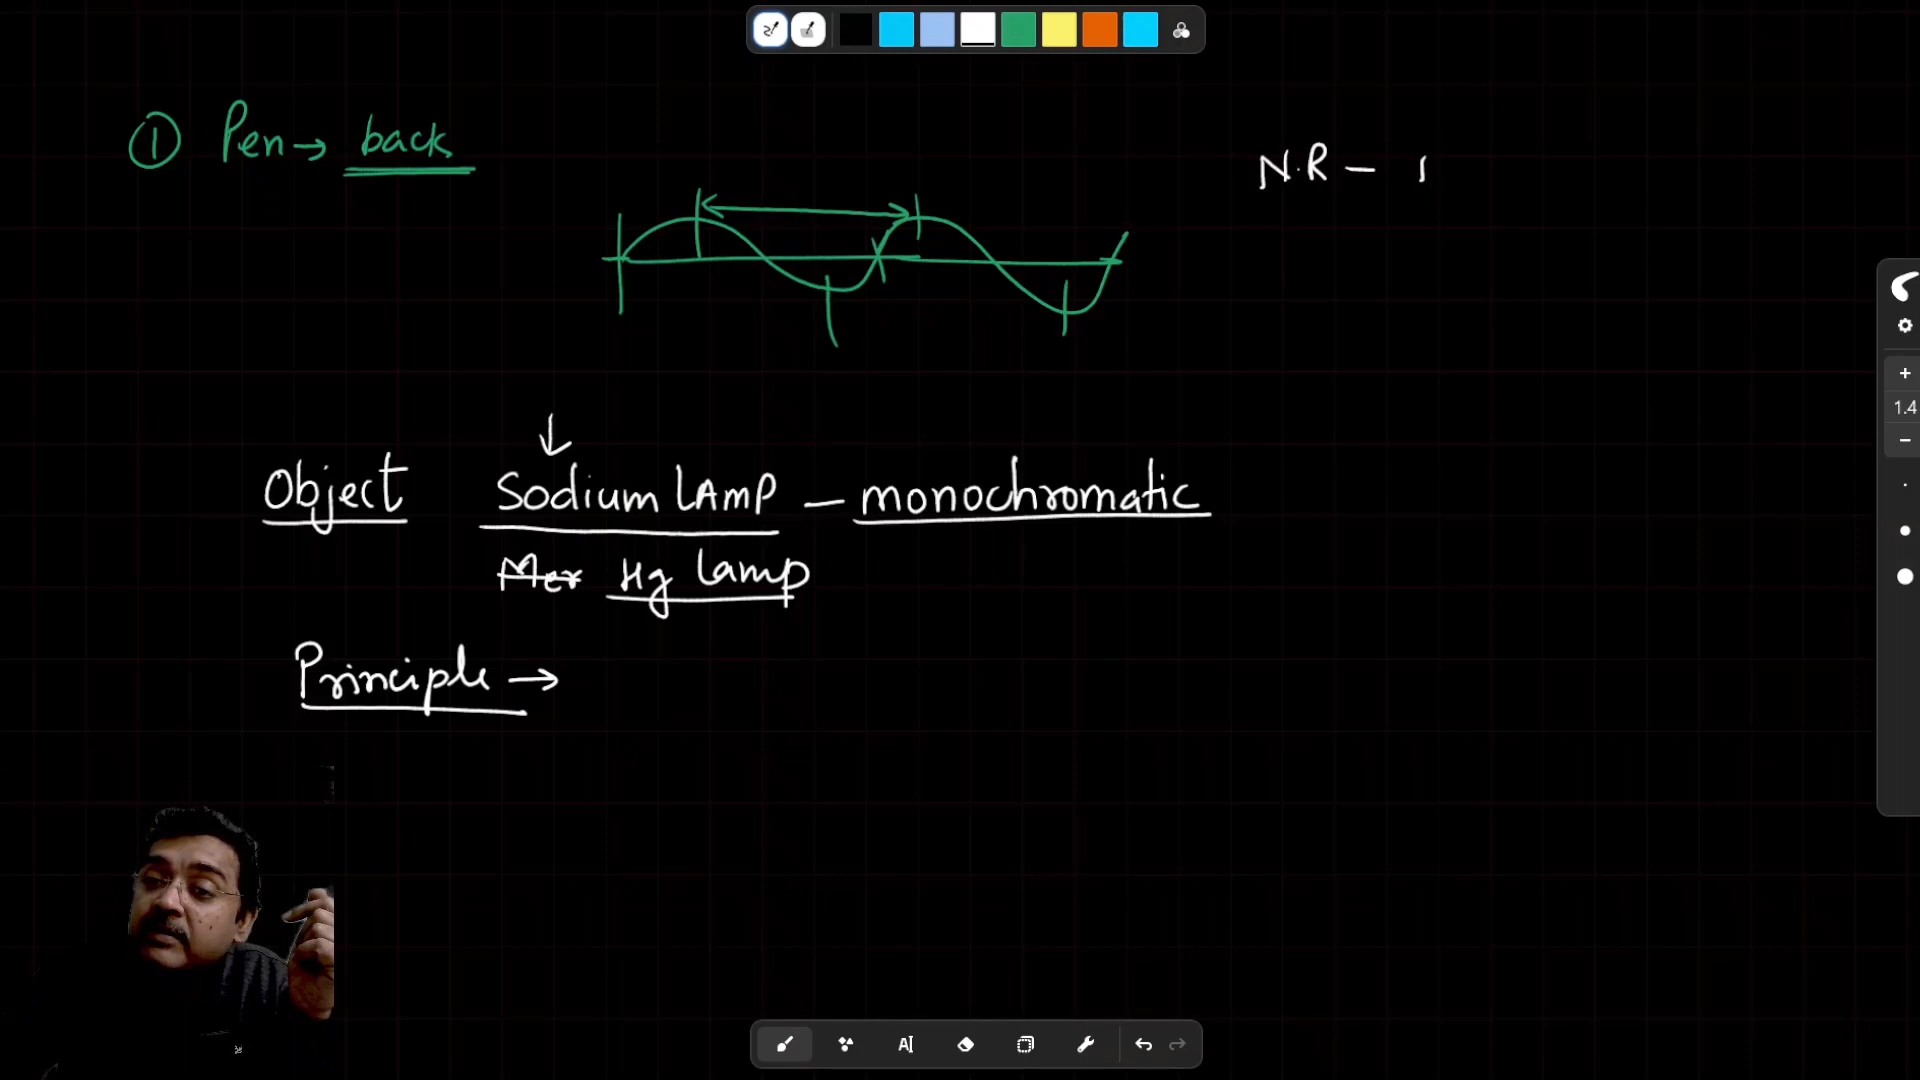 ① Pen → back
N.R – 1
Object Sodium LAMP – monochromatic
Mer Hg Lamp
Principle →
1.4